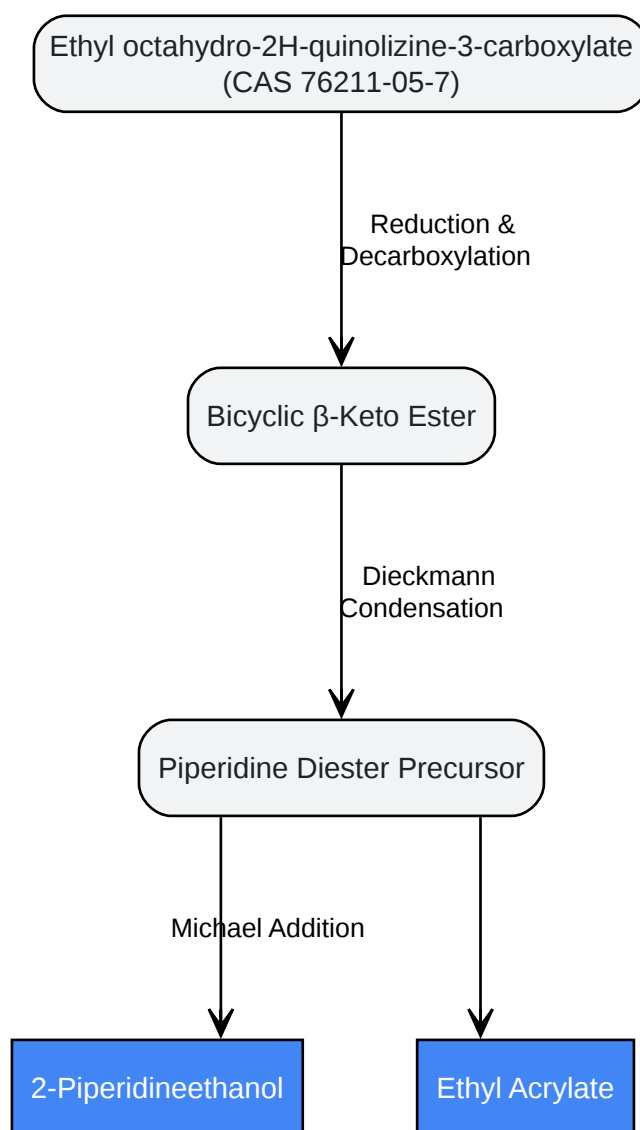 Ethyl octahydro-2H-quinolizine-3-carboxylate
(CAS 76211-05-7)
Reduction &
Decarboxylation
Bicyclic β-Keto Ester
Dieckmann
Condensation
Piperidine Diester Precursor
Michael Addition
2-Piperidineethanol
Ethyl Acrylate